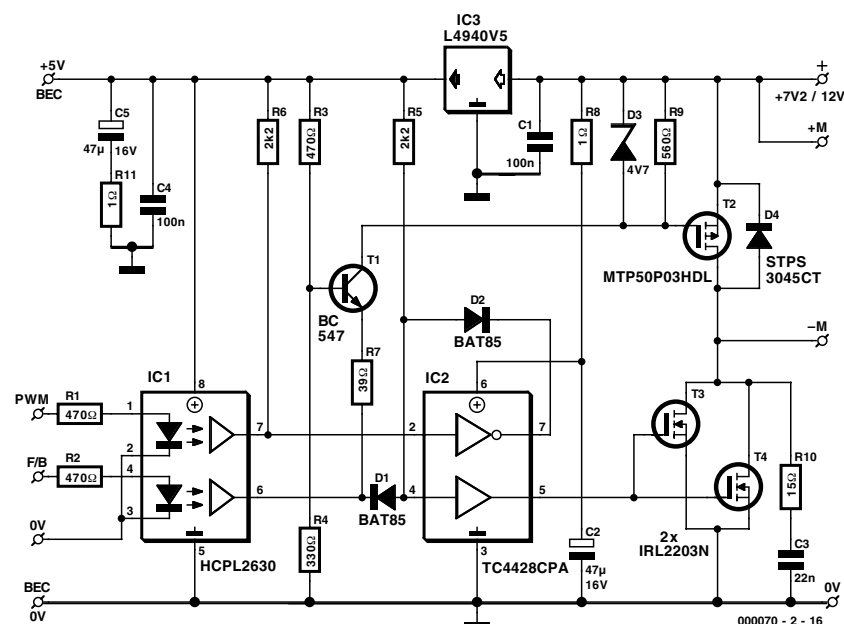 IC3
L4940V5
+5V
BEC
+
+7V2 / 12V
+M
C5
47µ
16V
R11
1Ω
C4
100n
R6
2k2
R3
470Ω
R5
2k2
C1
100n
R8
1Ω
D3
4V7
R9
560Ω
T2
MTP50P03HDL
D4
STPS
3045CT
T1
BC
547
D2
BAT85
R7
39Ω
–M
PWM
R1
470Ω
F/B
R2
470Ω
0V
IC1
8
1
2
4
3
7
6
5
HCPL2630
D1
BAT85
R4
330Ω
IC2
6
2
7
4
5
3
TC4428CPA
C2
47µ
16V
T3
T4
2x
IRL2203N
R10
15Ω
C3
22n
BEC
0V
0V
000070 - 2 - 16